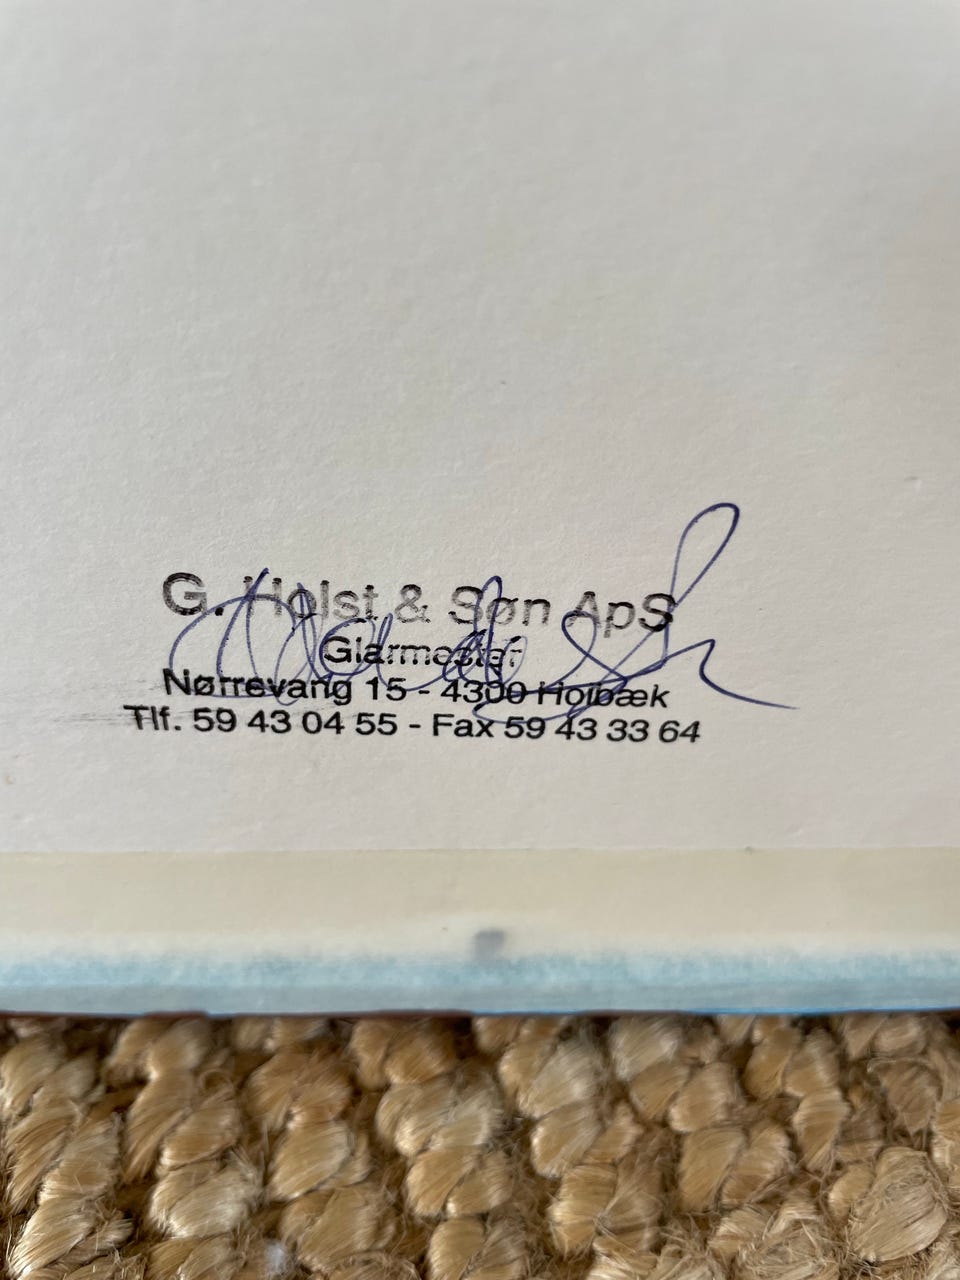 G. Holst & Søn ApS
Glarmester
Nørrevang 15 - 4300 Holbæk
Tlf. 59 43 04 55 - Fax 59 43 33 64